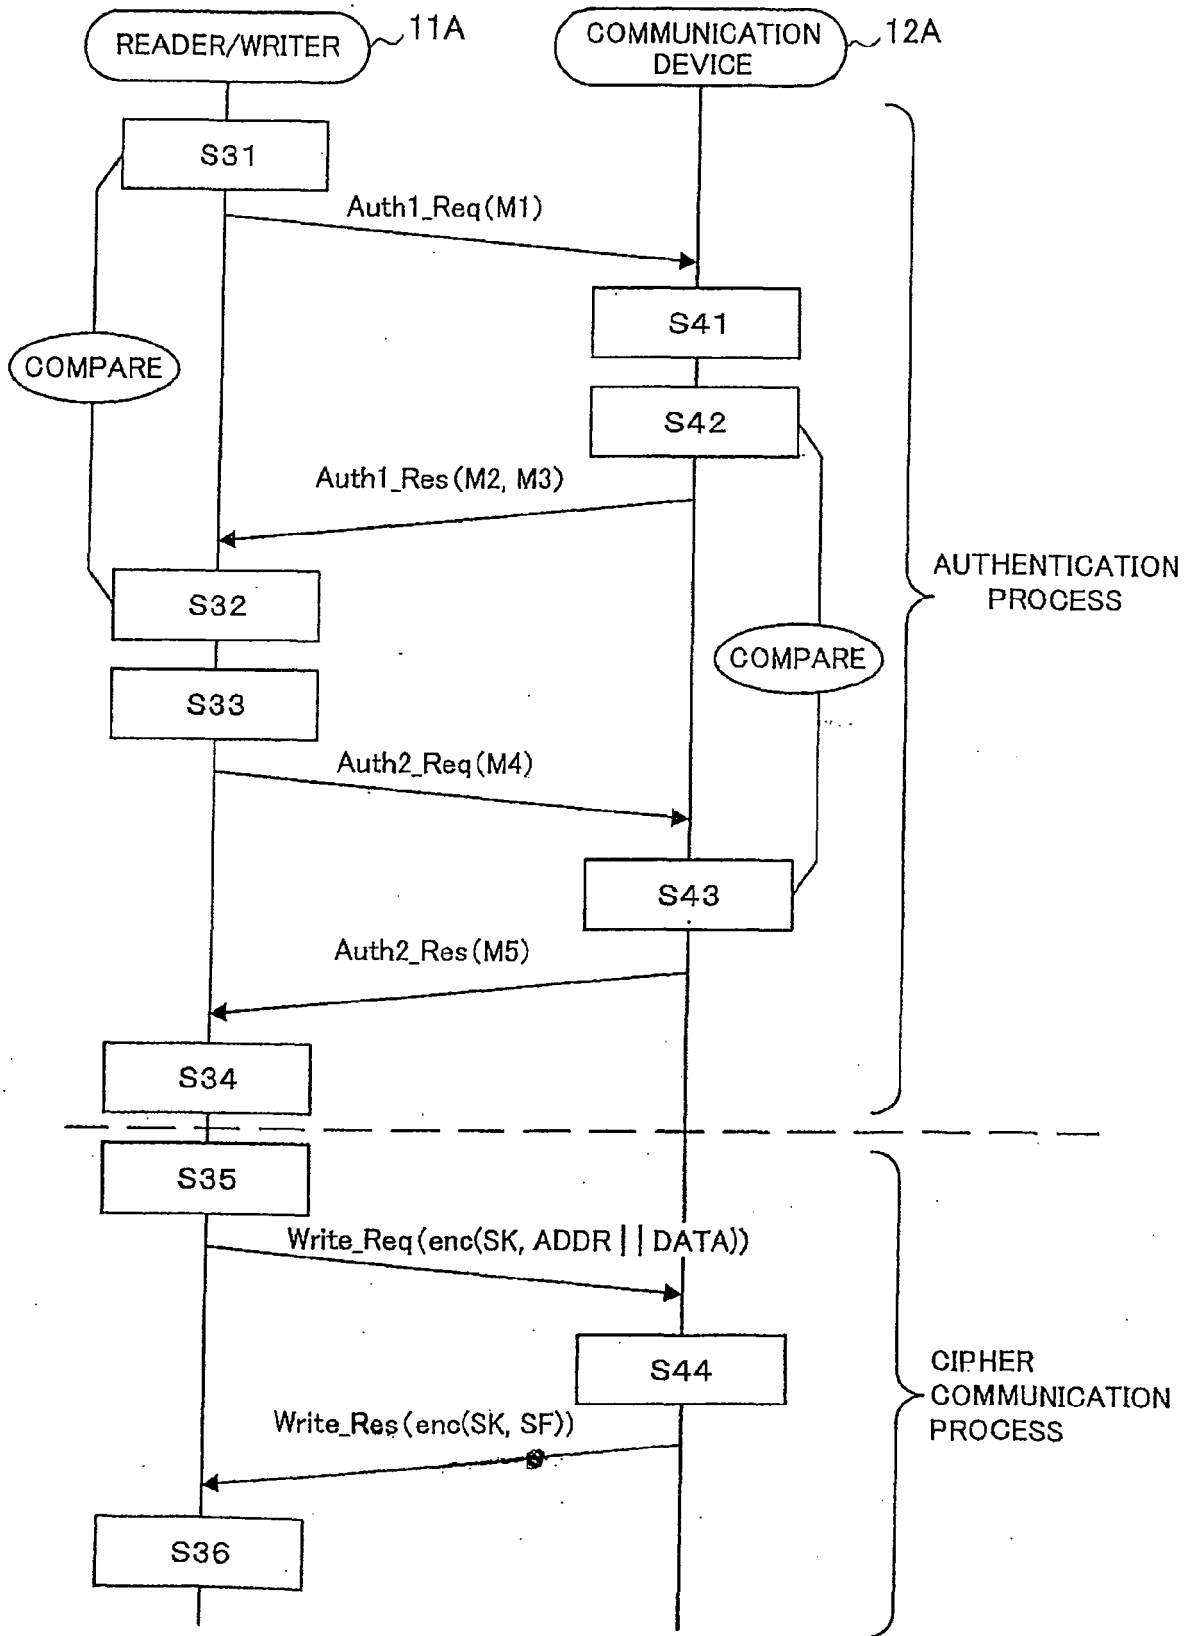 READER/WRITER
11A
COMMUNICATION
DEVICE
12A
S31
Auth1_Req(M1)
S41
COMPARE
S42
Auth1_Res(M2, M3)
AUTHENTICATION
PROCESS
S32
COMPARE
S33
Auth2_Req(M4)
S43
Auth2_Res(M5)
S34
S35
Write_Req(enc(SK, ADDR || DATA))
S44
CIPHER
COMMUNICATION
PROCESS
Write_Res(enc(SK, SF))
S36